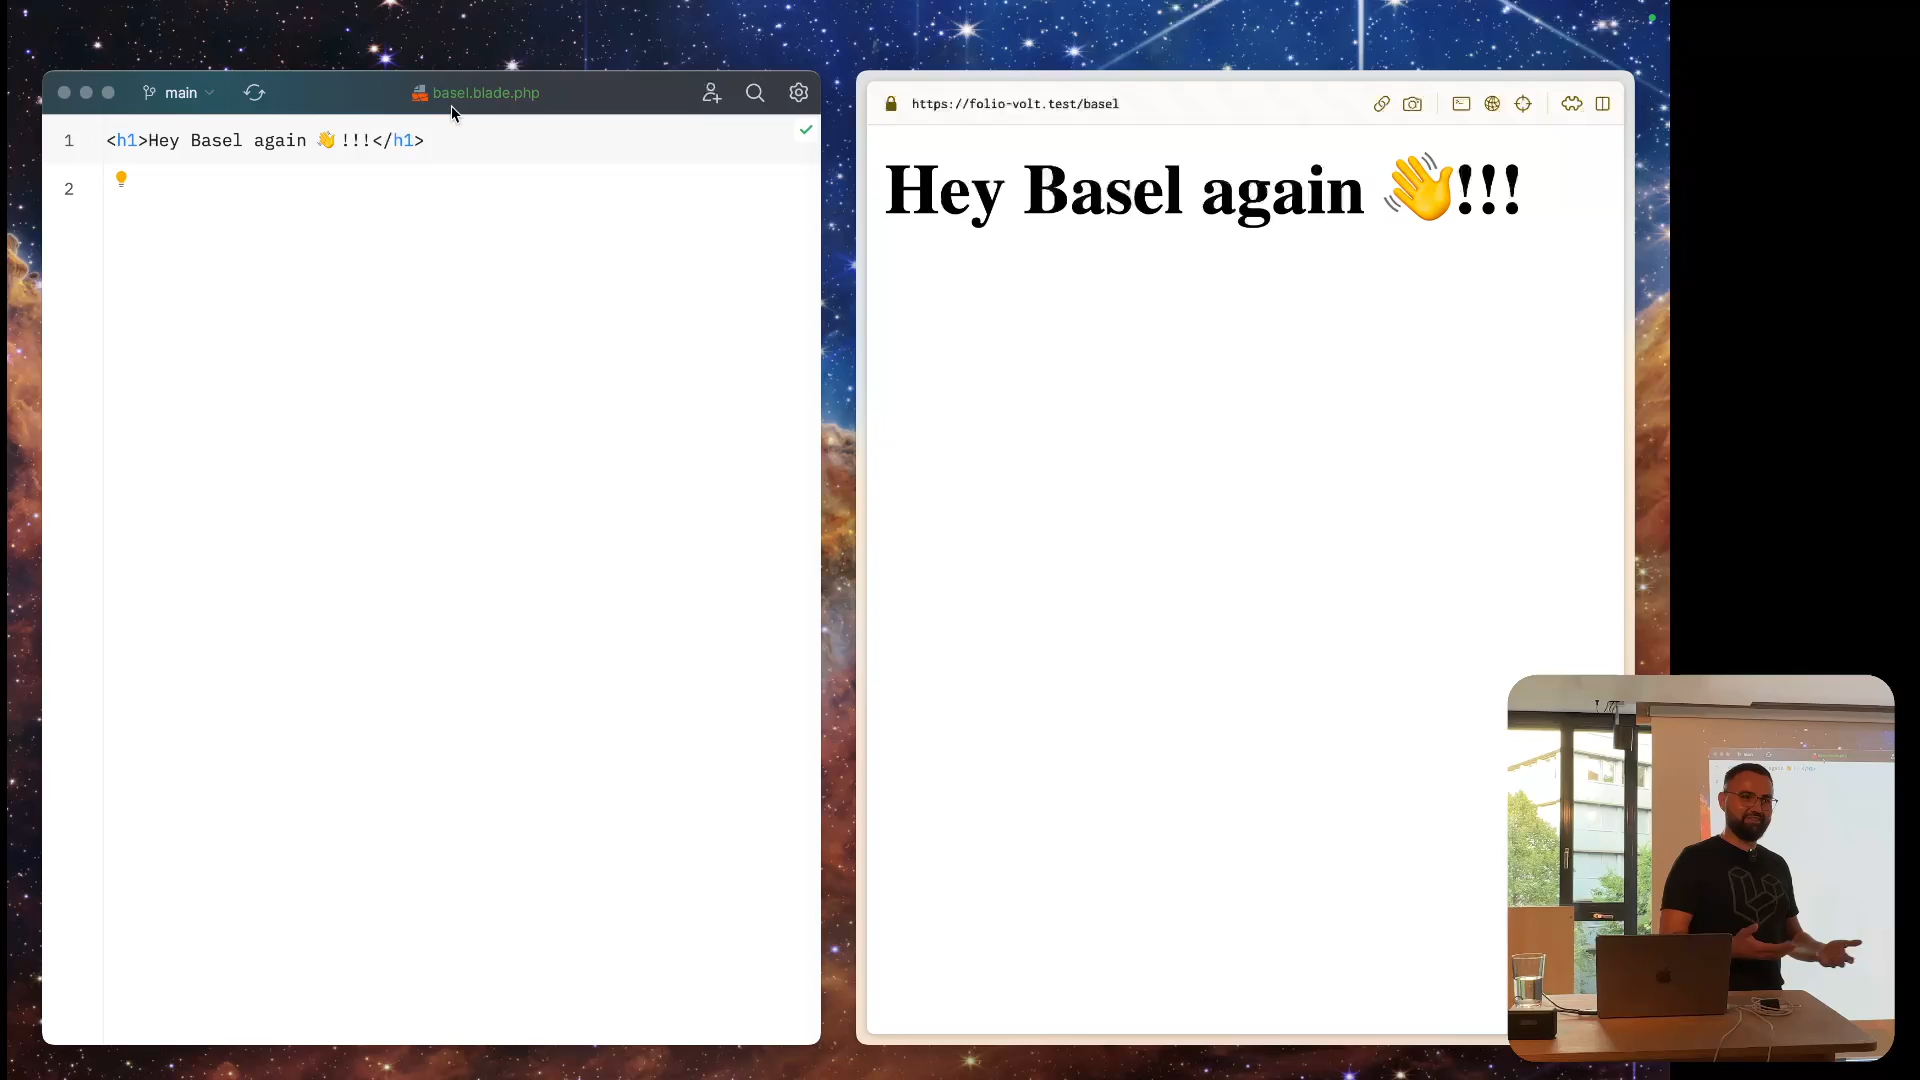 main
basel.blade.php
1
<h1>Hey Basel again 👋!!!</h1>
2
https://folio-volt.test/basel
Hey Basel again 👋!!!